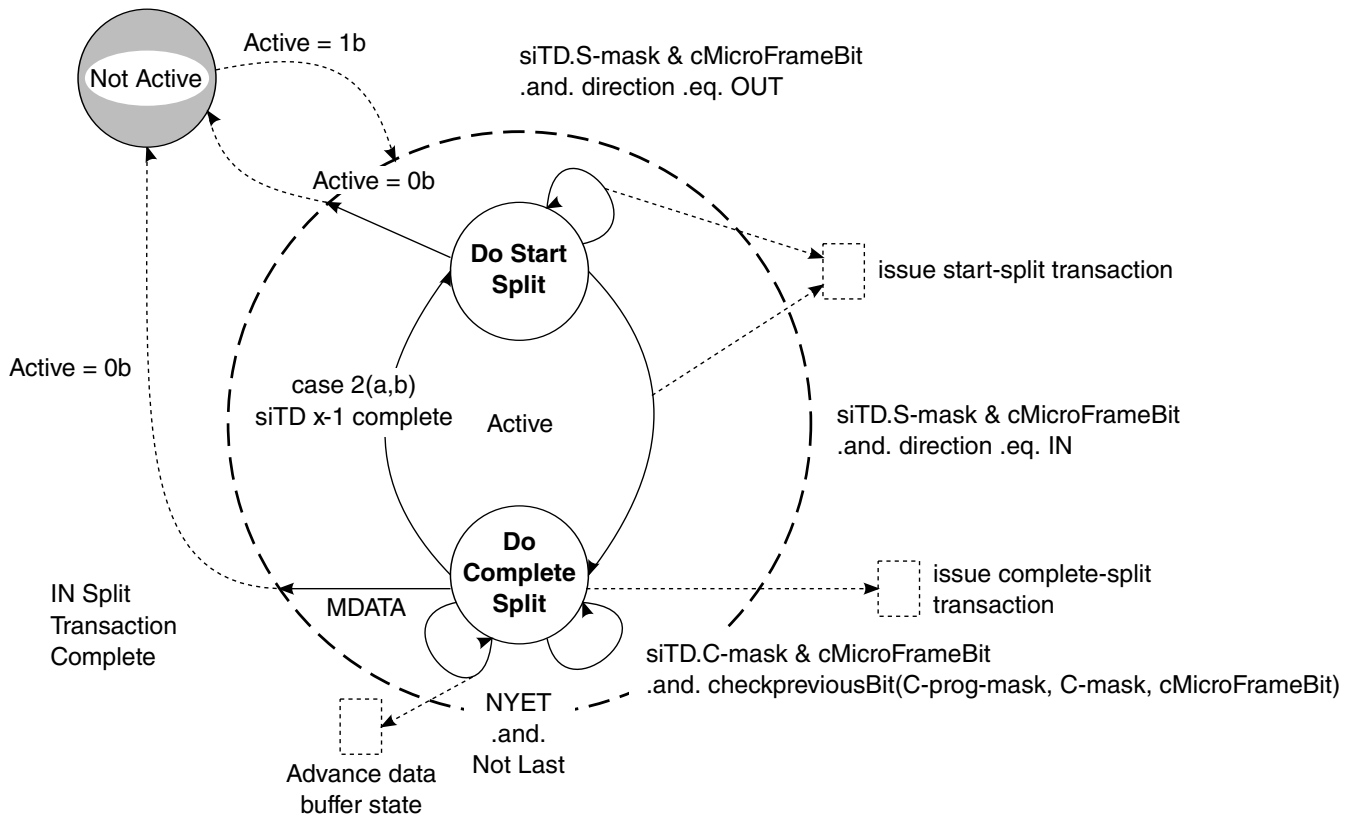 Active = 1b
siTD.S-mask & cMicroFrameBit
.and. direction .eq. OUT
Not Active
Active = 0b
Do Start
Split
issue start-split transaction
Active = 0b
case 2(a,b)
siTD x-1 complete
Active
siTD.S-mask & cMicroFrameBit
.and. direction .eq. IN
Do
Complete
Split
issue complete-split
transaction
IN Split
Transaction
Complete
MDATA
siTD.C-mask & cMicroFrameBit
.and. checkpreviousBit(C-prog-mask, C-mask, cMicroFrameBit)
NYET
.and.
Not Last
Advance data
buffer state